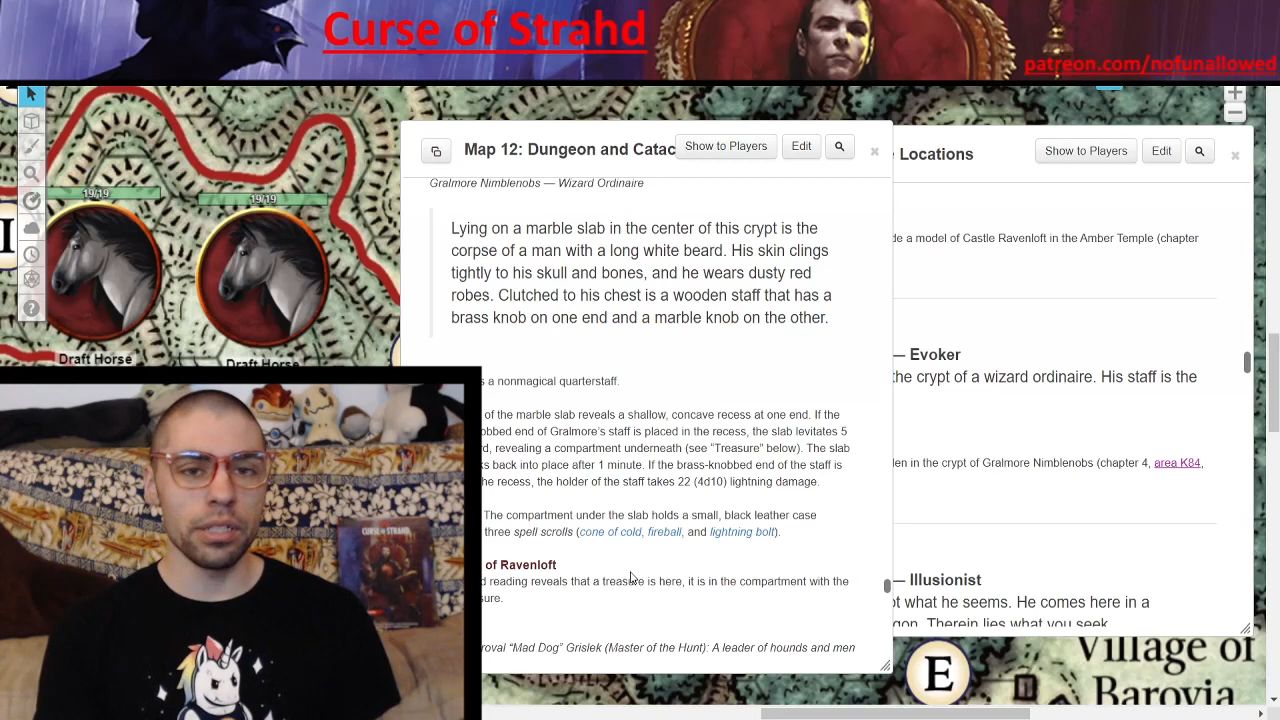 Curse of Strahd
patreon.com/nofunallowed
Map 12: Dungeon and Catac
Show to Players
Edit
Locations
Show to Players
Edit
Gralmore Nimblenobs — Wizard Ordinaire
Lying on a marble slab in the center of this crypt is the
corpse of a man with a long white beard. His skin clings
tightly to his skull and bones, and he wears dusty red
robes. Clutched to his chest is a wooden staff that has a
brass knob on one end and a marble knob on the other.
s a nonmagical quarterstaff.
of the marble slab reveals a shallow, concave recess at one end. If the
obbed end of Gralmore's staff is placed in the recess, the slab levitates 5
rd, revealing a compartment underneath (see "Treasure" below). The slab
ks back into place after 1 minute. If the brass-knobbed end of the staff is
he recess, the holder of the staff takes 22 (4d10) lightning damage.
The compartment under the slab holds a small, black leather case
three spell scrolls (cone of cold, fireball, and lightning bolt).
of Ravenloft
d reading reveals that a treasure is here, it is in the compartment with the
sure.
roval "Mad Dog" Grislek (Master of the Hunt): A leader of hounds and men
de a model of Castle Ravenloft in the Amber Temple (chapter
— Evoker
the crypt of a wizard ordinaire. His staff is the
en in the crypt of Gralmore Nimblenobs (chapter 4, area K84,
— Illusionist
ot what he seems. He comes here in a
gon. Therein lies what you seek.
19/19
19/19
I
Draft Horse
Draft Horse
CURSE OF STRAHD
E
Village of
Barovia